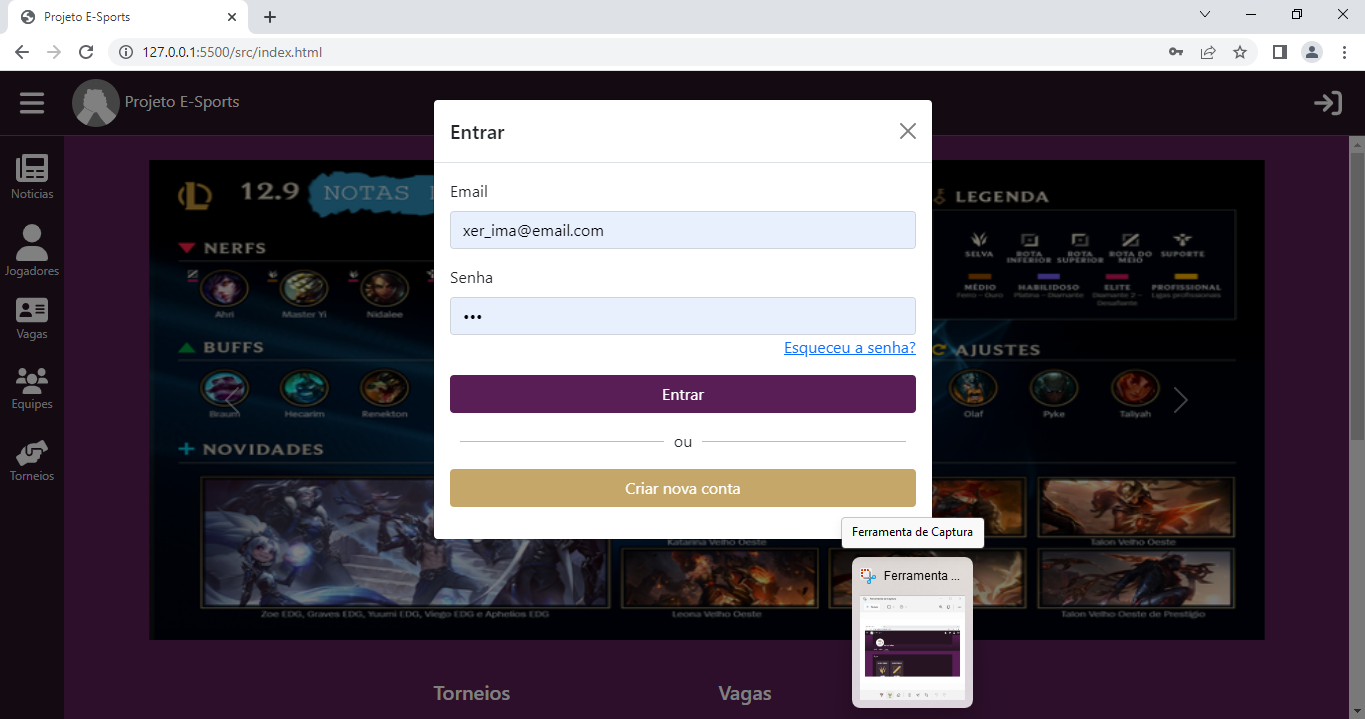 Projeto E-Sports
127.0.0.1:5500/src/index.html
Projeto E-Sports
Noticias
Jogadores
Vagas
Equipes
Torneios
12.9 NOTAS
NERFS
Ahri
Master Yi
Nidalee
BUFFS
Braum
Hecarim
Renekton
NOVIDADES
Zoe EDG, Graves EDG, Yuumi EDG, Viego EDG e Aphelios EDG
Entrar
Email
xer_ima@email.com
Senha
•••
Esqueceu a senha?
Entrar
ou
Criar nova conta
LEGENDA
SELVA
ROTA INFERIOR
ROTA SUPERIOR
ROTA DO MEIO
SUPORTE
MÉDIO
Ferro – Ouro
HABILIDOSO
Platina – Diamante
ELITE
Diamante 2 – Desafiante
PROFISSIONAL
Ligas profissionais
AJUSTES
Olaf
Pyke
Taliyah
Katarina Velho Oeste
Talon Velho Oeste
Leona Velho Oeste
Talon Velho Oeste de Prestígio
Ferramenta de Captura
Ferramenta ...
Torneios
Vagas